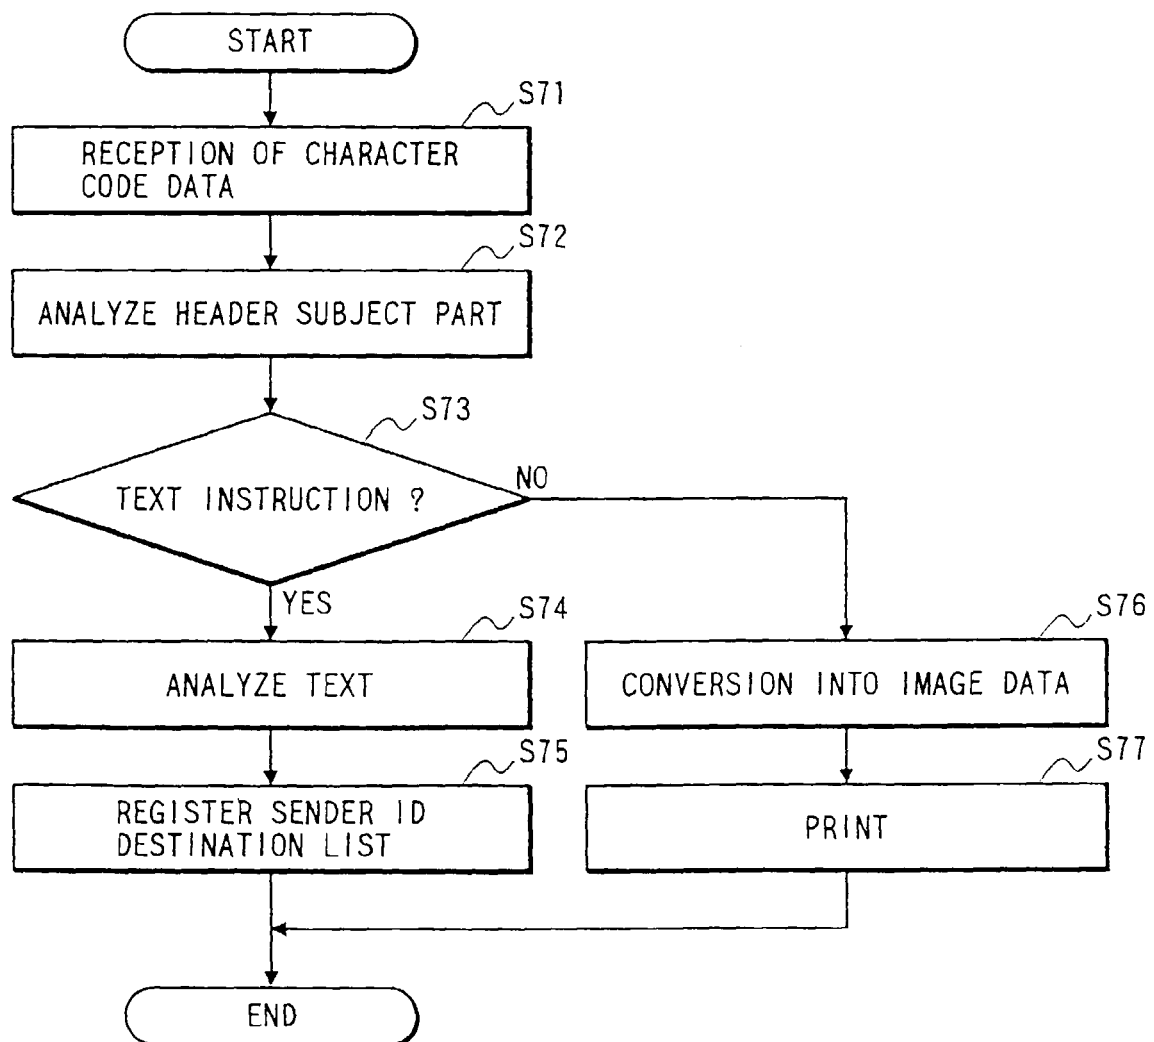 START
S71
RECEPTION OF CHARACTER
CODE DATA
S72
ANALYZE HEADER SUBJECT PART
S73
TEXT INSTRUCTION ?
NO
YES
S74
ANALYZE TEXT
S76
CONVERSION INTO IMAGE DATA
S75
REGISTER SENDER ID
DESTINATION LIST
S77
PRINT
END